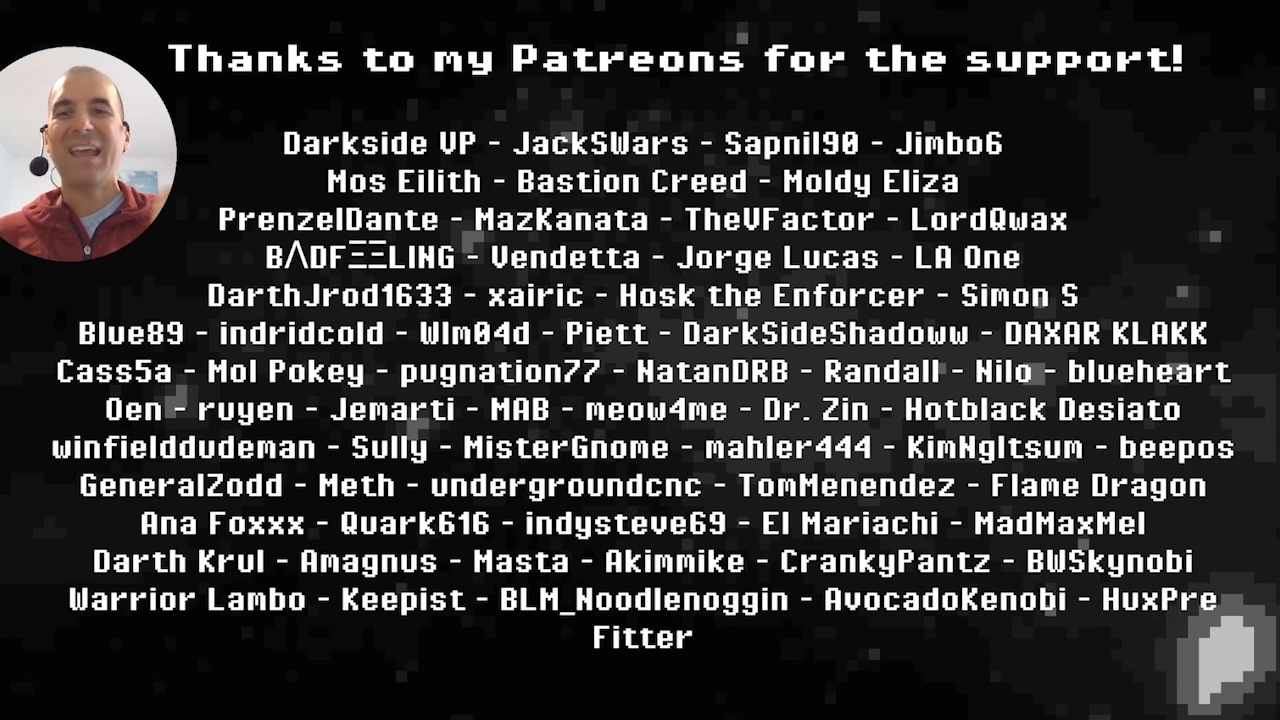 Thanks to my Patreons for the support!
Darkside VP - JackSWars - Sapnil90 - Jimbo6
Mos Eilith - Bastion Creed - Moldy Eliza
PrenzelDante - MazKanata - TheVFactor - LordQwax
BΛDFΞΞLING - Vendetta - Jorge Lucas - LA One
DarthJrod1633 - xairic - Hosk the Enforcer - Simon S
Blue89 - indridcold - Wlm04d - Piett - DarkSideShadoww - DAXAR KLAKK
Cass5a - Mol Pokey - pugnation77 - NatanDRB - Randall - Nilo - blueheart
Oen - ruyen - Jemarti - MAB - meow4me - Dr. Zin - Hotblack Desiato
winfielddudeman - Sully - MisterGnome - mahler444 - KimNgltsum - beepos
GeneralZodd - Meth - undergroundcnc - TomMenendez - Flame Dragon
Ana Foxxx - Quark616 - indysteve69 - El Mariachi - MadMaxMel
Darth Krul - Amagnus - Masta - Akimmike - CrankyPantz - BWSkynobi
Warrior Lambo - Keepist - BLM_Noodlenoggin - AvocadoKenobi - HuxPre
Fitter